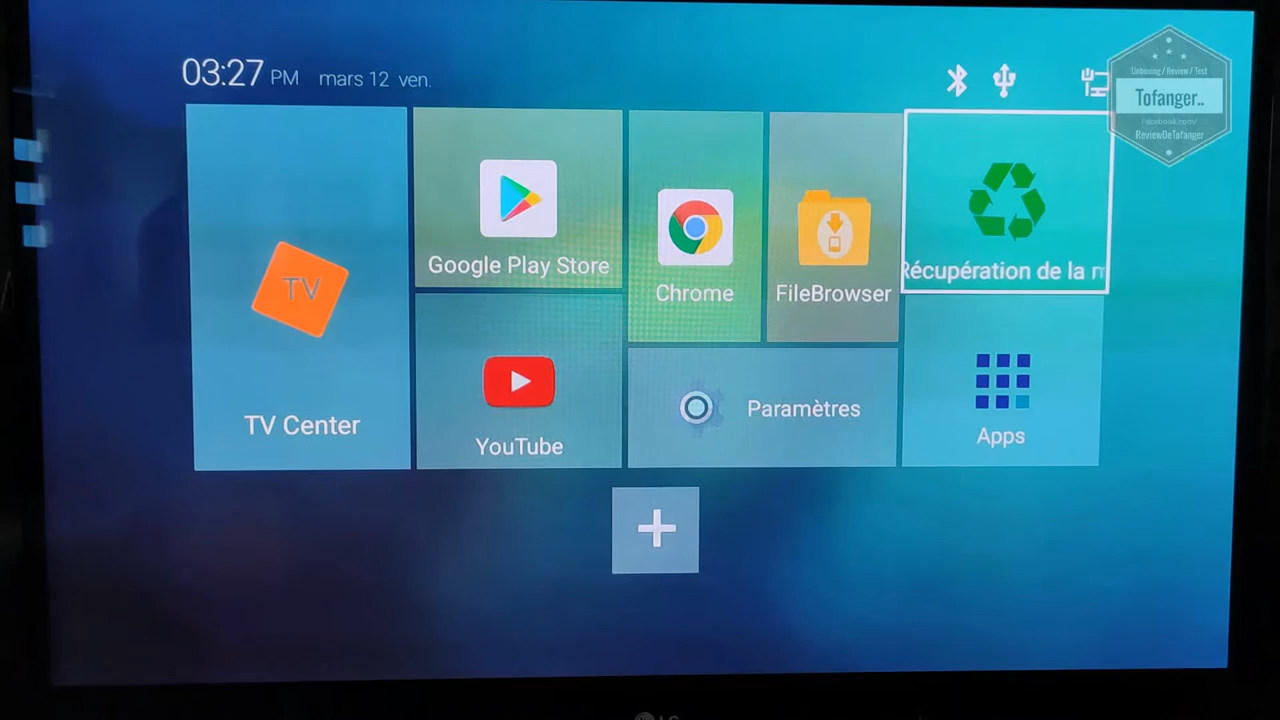 03:27 PM mars 12 ven.
Unboxing / Review / Test
Tofanger..
Facebook.com/
ReviewDeTofanger
TV
TV Center
Google Play Store
YouTube
Chrome
FileBrowser
Récupération de la m
Paramètres
Apps
LG